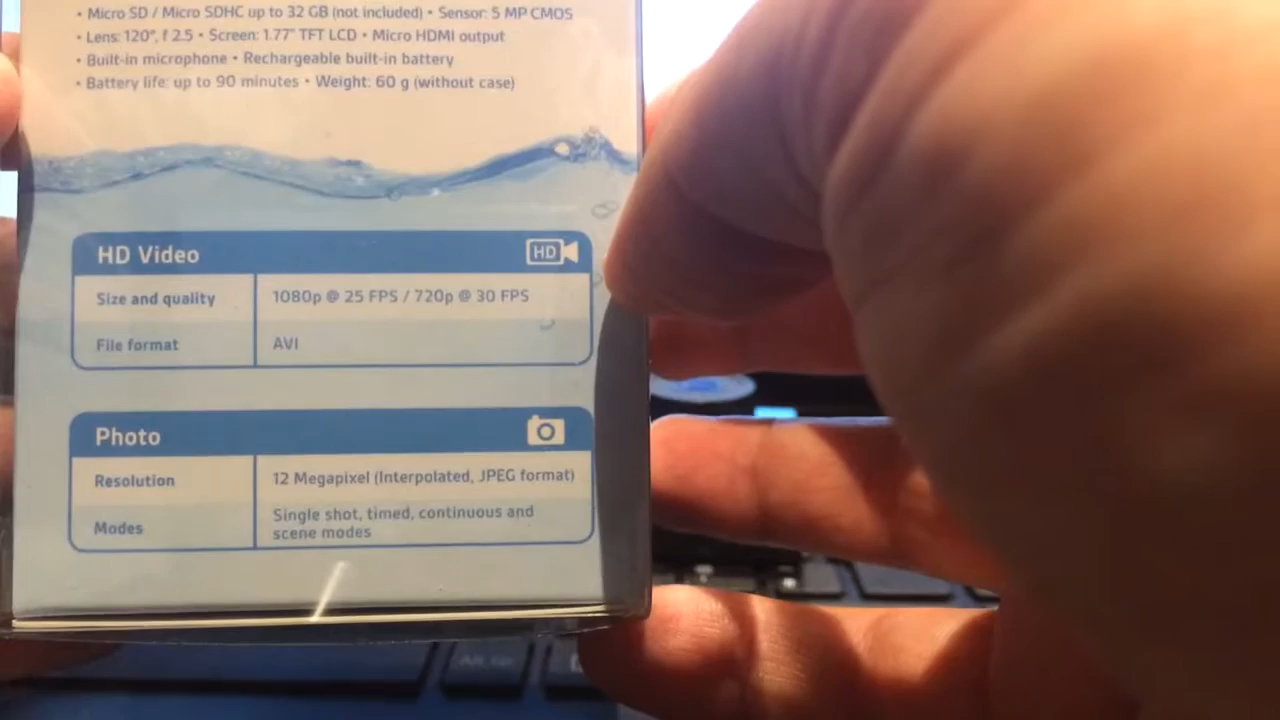 • Micro SD / Micro SDHC up to 32 GB (not included) • Sensor: 5 MP CMOS
• Lens: 120°, f 2.5 • Screen: 1.77" TFT LCD • Micro HDMI output
• Built-in microphone • Rechargeable built-in battery
• Battery life: up to 90 minutes • Weight: 60 g (without case)
HD Video HD
Size and quality 1080p @ 25 FPS / 720p @ 30 FPS
File format AVI
Photo
Resolution 12 Megapixel (Interpolated, JPEG format)
Modes Single shot, timed, continuous and
scene modes